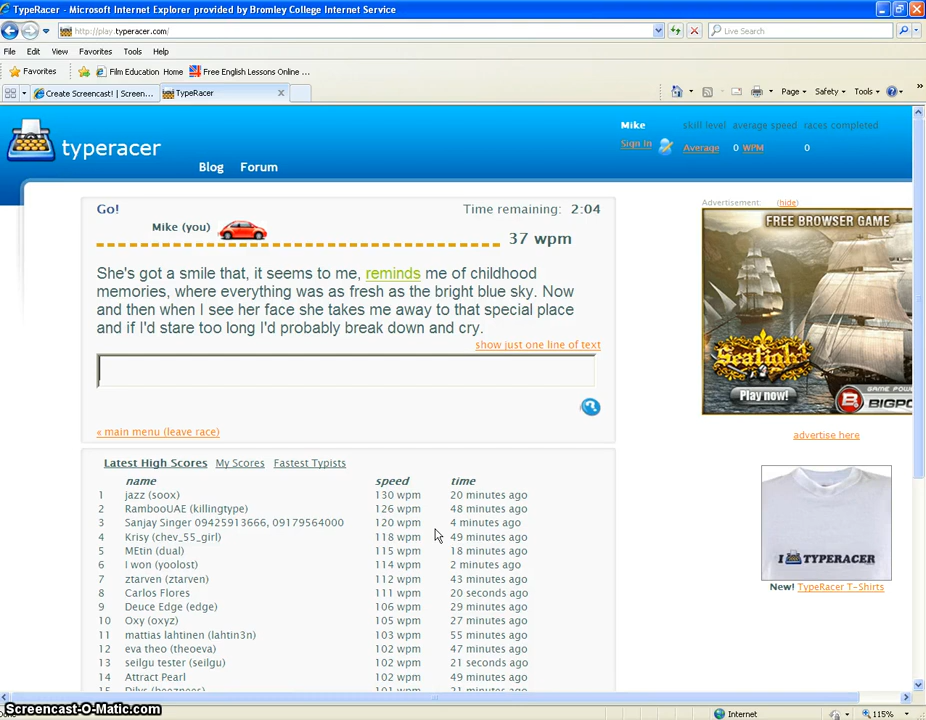 TypeRacer - Microsoft Internet Explorer provided by Bromley College Internet Service
http://play.typeracer.com/
Live Search
File Edit View Favorites Tools Help
Favorites Film Education Home Free English Lessons Online ...
Create Screencast! | Screen... TypeRacer Page Safety Tools
typeracer
Blog Forum
Mike skill level average speed races completed
Sign In Average 0 WPM 0
Go! Time remaining: 2:04
Mike (you)
37 wpm
She's got a smile that, it seems to me, reminds me of childhood
memories, where everything was as fresh as the bright blue sky. Now
and then when I see her face she takes me away to that special place
and if I'd stare too long I'd probably break down and cry.
show just one line of text
« main menu (leave race)
Advertisement: (hide)
FREE BROWSER GAME
Seafight
Play now!
GAME POWE
BIGPO
advertise here
I TYPERACER
New! TypeRacer T-Shirts
Latest High Scores My Scores Fastest Typists
name speed time
1 jazz (soox) 130 wpm 20 minutes ago
2 RambooUAE (killingtype) 126 wpm 48 minutes ago
3 Sanjay Singer 09425913666, 09179564000 120 wpm 4 minutes ago
4 Krisy (chev_55_girl) 118 wpm 49 minutes ago
5 MEtin (dual) 115 wpm 18 minutes ago
6 I won (yoolost) 114 wpm 2 minutes ago
7 ztarven (ztarven) 112 wpm 43 minutes ago
8 Carlos Flores 111 wpm 20 seconds ago
9 Deuce Edge (edge) 106 wpm 29 minutes ago
10 Oxy (oxyz) 105 wpm 27 minutes ago
11 mattias lahtinen (lahtin3n) 103 wpm 55 minutes ago
12 eva theo (theoeva) 102 wpm 47 minutes ago
13 seilgu tester (seilgu) 102 wpm 21 seconds ago
14 Attract Pearl 102 wpm 49 minutes ago
15 101 wpm 21 minutes ago
Screencast-O-Matic.com
Internet 115%